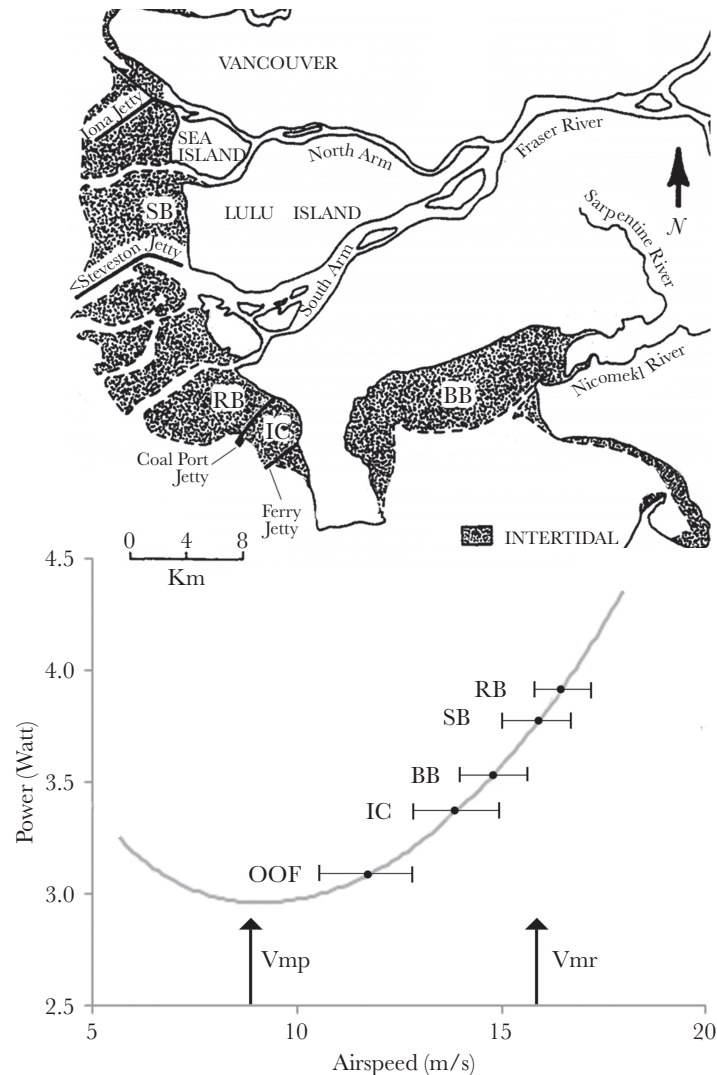 VANCOUVER
Iona Jetty
SEA
ISLAND
North Arm
Fraser River
N
SB
LULU ISLAND
Sarpentine River
<Steveston Jetty
South Arm
Nicomekl River
RB
IC
BB
Coal Port
Jetty
Ferry
Jetty
INTERTIDAL
0 4 8
Km
4.5
4.0
3.5
3.0
2.5
Power (Watt)
RB
SB
BB
IC
OOF
Vmp
Vmr
5 10 15 20
Airspeed (m/s)